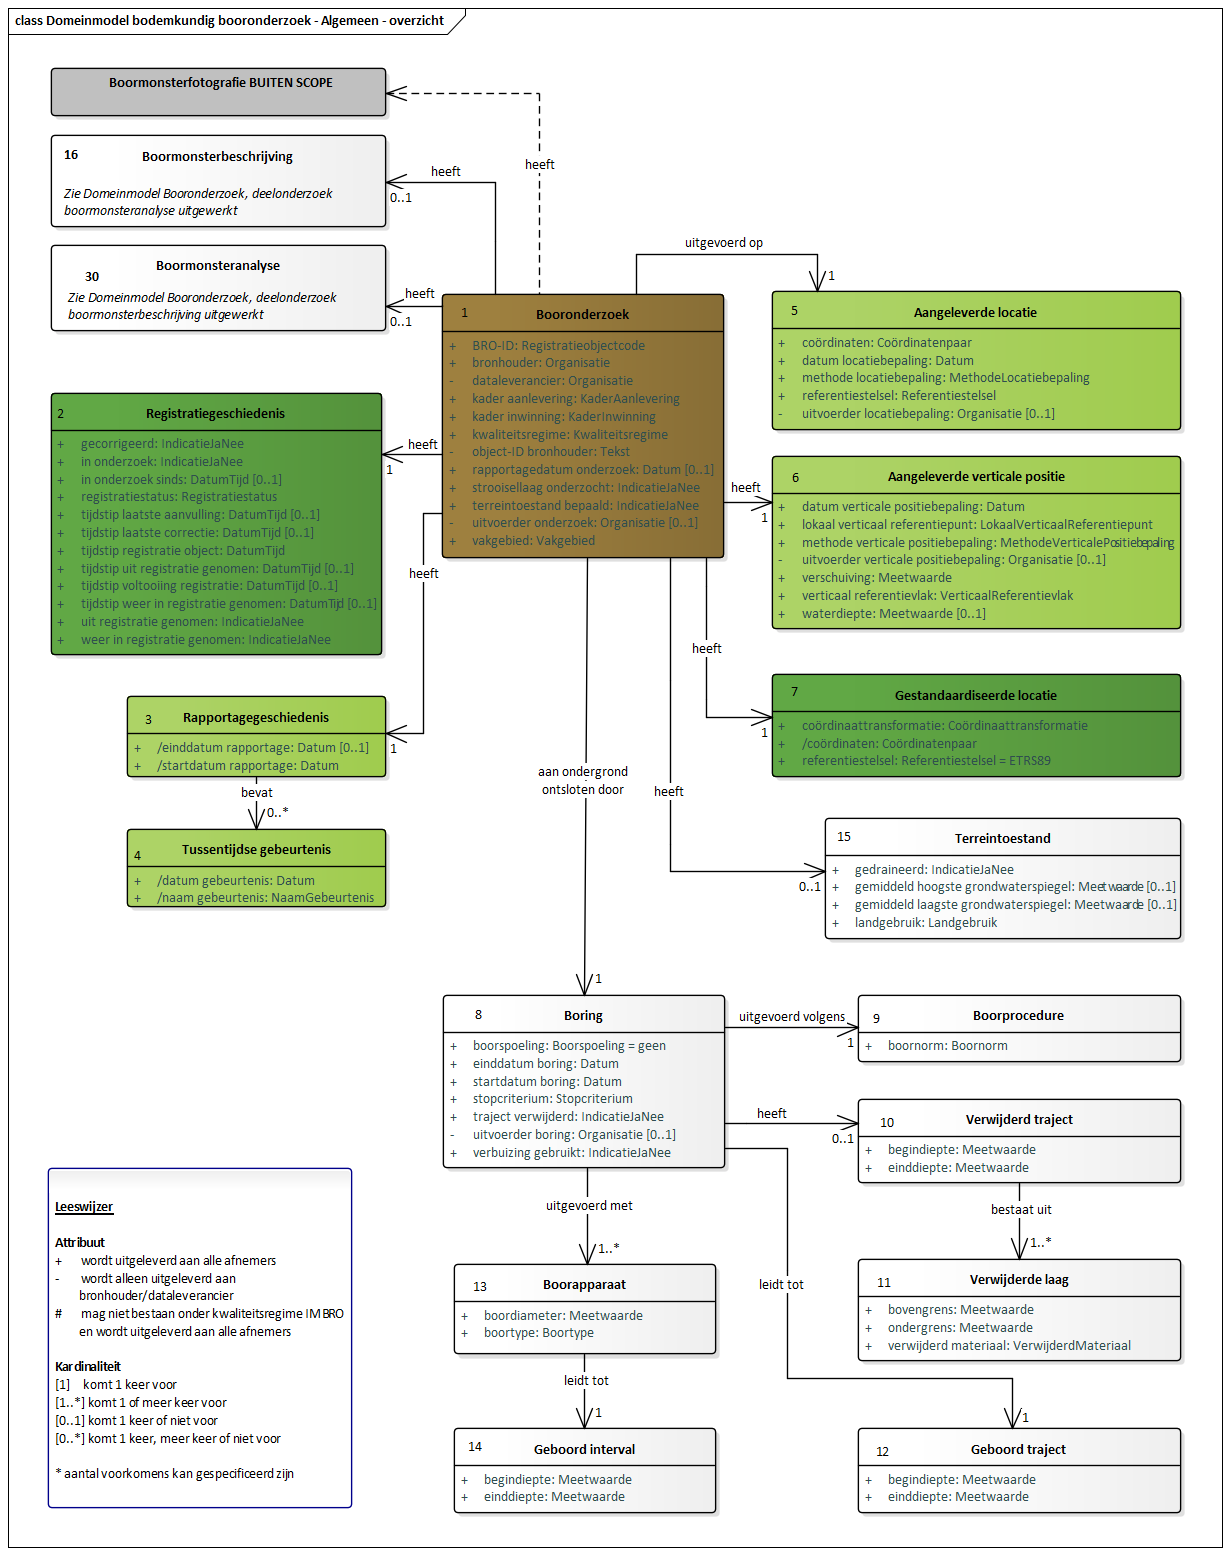 class Domeinmodel bodemkundig booronderzoek - Algemeen - overzicht
Boormonsterfotografie BUITEN SCOPE
heeft
16 Boormonsterbeschrijving
Zie Domeinmodel Booronderzoek, deelonderzoek
boormonsteranalyse uitgewerkt
heeft
0..1
30 Boormonsteranalyse
Zie Domeinmodel Booronderzoek, deelonderzoek
boormonsterbeschrijving uitgewerkt
heeft
0..1
1 Booronderzoek
+ BRO-ID: Registratieobjectcode
+ bronhouder: Organisatie
- dataleverancier: Organisatie
+ kader aanlevering: KaderAanlevering
+ kader inwinning: KaderInwinning
+ kwaliteitsregime: Kwaliteitsregime
- object-ID bronhouder: Tekst
+ rapportagedatum onderzoek: Datum [0..1]
+ strooisellaag onderzocht: IndicatieJaNee
+ terreintoestand bepaald: IndicatieJaNee
- uitvoerder onderzoek: Organisatie [0..1]
+ vakgebied: Vakgebied
uitgevoerd op
1
5 Aangeleverde locatie
+ coördinaten: Coördinatenpaar
+ datum locatiebepaling: Datum
+ methode locatiebepaling: MethodeLocatiebepaling
+ referentiestelsel: Referentiestelsel
- uitvoerder locatiebepaling: Organisatie [0..1]
2 Registratiegeschiedenis
+ gecorrigeerd: IndicatieJaNee
+ in onderzoek: IndicatieJaNee
+ in onderzoek sinds: DatumTijd [0..1]
+ registratiestatus: Registratiestatus
+ tijdstip laatste aanvulling: DatumTijd [0..1]
+ tijdstip laatste correctie: DatumTijd [0..1]
+ tijdstip registratie object: DatumTijd
+ tijdstip uit registratie genomen: DatumTijd [0..1]
+ tijdstip voltooiing registratie: DatumTijd [0..1]
+ tijdstip weer in registratie genomen: DatumTijd [0..1]
+ uit registratie genomen: IndicatieJaNee
+ weer in registratie genomen: IndicatieJaNee
heeft
1
heeft
1
6 Aangeleverde verticale positie
+ datum verticale positiebepaling: Datum
+ lokaal verticaal referentiepunt: LokaalVerticaalReferentiepunt
+ methode verticale positiebepaling: MethodeVerticalePositiebepaling
- uitvoerder verticale positiebepaling: Organisatie [0..1]
+ verschuiving: Meetwaarde
+ verticaal referentievlak: VerticaalReferentievlak
+ waterdiepte: Meetwaarde [0..1]
heeft
1
3 Rapportagegeschiedenis
+ /einddatum rapportage: Datum [0..1]
+ /startdatum rapportage: Datum
bevat
0..*
4 Tussentijdse gebeurtenis
+ /datum gebeurtenis: Datum
+ /naam gebeurtenis: NaamGebeurtenis
heeft
1
7 Gestandaardiseerde locatie
+ coördinaattransformatie: Coördinaattransformatie
+ /coördinaten: Coördinatenpaar
+ referentiestelsel: Referentiestelsel = ETRS89
aan ondergrond
ontsloten door
1
heeft
0..1
15 Terreintoestand
+ gedraineerd: IndicatieJaNee
+ gemiddeld hoogste grondwaterspiegel: Meetwaarde [0..1]
+ gemiddeld laagste grondwaterspiegel: Meetwaarde [0..1]
+ landgebruik: Landgebruik
8 Boring
+ boorspoeling: Boorspoeling = geen
+ einddatum boring: Datum
+ startdatum boring: Datum
+ stopcriterium: Stopcriterium
+ traject verwijderd: IndicatieJaNee
- uitvoerder boring: Organisatie [0..1]
+ verbuizing gebruikt: IndicatieJaNee
uitgevoerd volgens
1
9 Boorprocedure
+ boornorm: Boornorm
heeft
0..1
10 Verwijderd traject
+ begindiepte: Meetwaarde
+ einddiepte: Meetwaarde
bestaat uit
1..*
11 Verwijderde laag
+ bovengrens: Meetwaarde
+ ondergrens: Meetwaarde
+ verwijderd materiaal: VerwijderdMateriaal
uitgevoerd met
1..*
13 Boorapparaat
+ boordiameter: Meetwaarde
+ boortype: Boortype
leidt tot
1
14 Geboord interval
+ begindiepte: Meetwaarde
+ einddiepte: Meetwaarde
leidt tot
1
12 Geboord traject
+ begindiepte: Meetwaarde
+ einddiepte: Meetwaarde
Leeswijzer
Attribuut
+ wordt uitgeleverd aan alle afnemers
- wordt alleen uitgeleverd aan
bronhouder/dataleverancier
# mag niet bestaan onder kwaliteitsregime IMBRO
en wordt uitgeleverd aan alle afnemers
Kardinaliteit
[1] komt 1 keer voor
[1..*] komt 1 of meer keer voor
[0..1] komt 1 keer of niet voor
[0..*] komt 1 keer, meer keer of niet voor
* aantal voorkomens kan gespecificeerd zijn